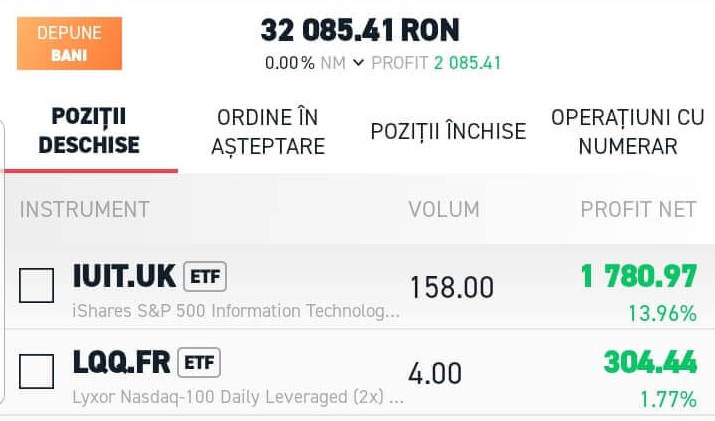 DEPUNE
BANI
32 085.41 RON
0.00% NM PROFIT 2 085.41
POZIȚII
DESCHISE
ORDINE ÎN
AȘTEPTARE
POZIȚII ÎNCHISE
OPERAȚIUNI CU
NUMERAR
INSTRUMENT VOLUM PROFIT NET
IUIT.UK ETF 158.00 1 780.97
iShares S&P 500 Information Technolog... 13.96%
LQQ.FR ETF 4.00 304.44
Lyxor Nasdaq-100 Daily Leveraged (2x) ... 1.77%